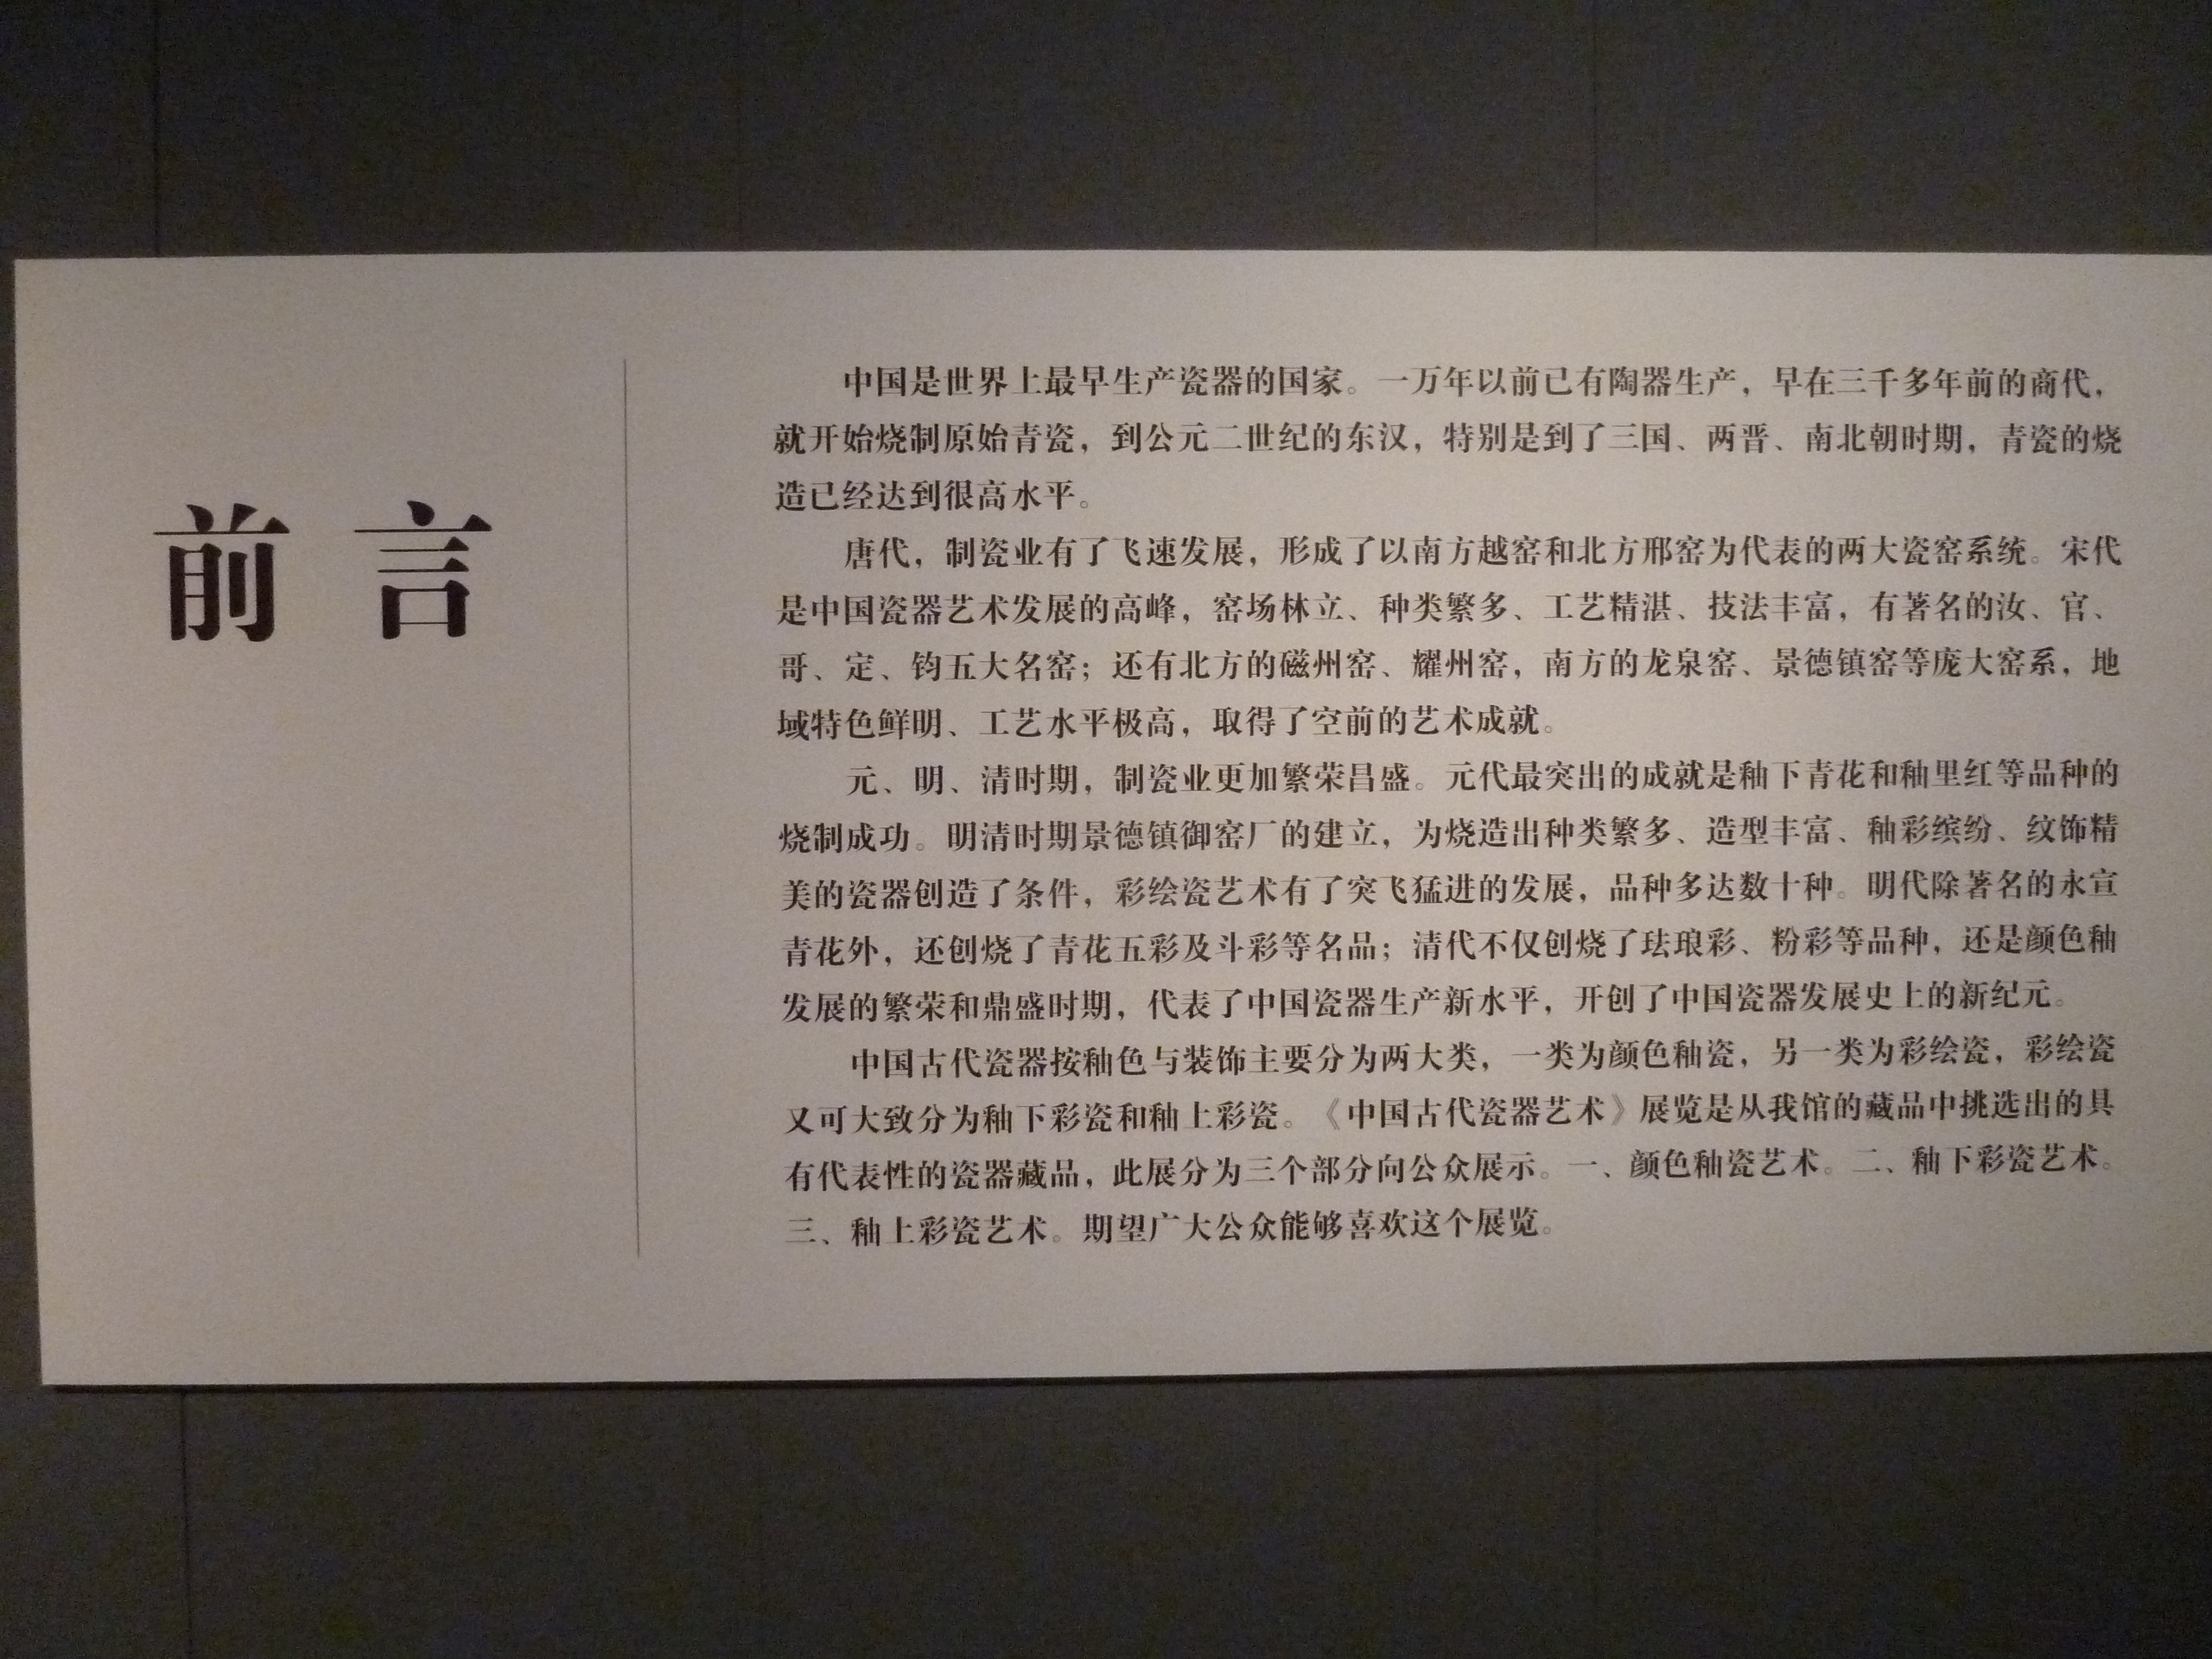 前言
中国是世界上最早生产瓷器的国家。一万年以前已有陶器生产，早在三千多年前的商代，
就开始烧制原始青瓷，到公元二世纪的东汉，特别是到了三国、两晋、南北朝时期，青瓷的烧
造已经达到很高水平。
唐代，制瓷业有了飞速发展，形成了以南方越窑和北方邢窑为代表的两大瓷窑系统。宋代
是中国瓷器艺术发展的高峰，窑场林立、种类繁多、工艺精湛、技法丰富，有著名的汝、官、
哥、定、钧五大名窑；还有北方的磁州窑、耀州窑，南方的龙泉窑、景德镇窑等庞大窑系，地
域特色鲜明、工艺水平极高，取得了空前的艺术成就。
元、明、清时期，制瓷业更加繁荣昌盛。元代最突出的成就是釉下青花和釉里红等品种的
烧制成功。明清时期景德镇御窑厂的建立，为烧造出种类繁多、造型丰富、釉彩缤纷、纹饰精
美的瓷器创造了条件，彩绘瓷艺术有了突飞猛进的发展，品种多达数十种。明代除著名的永宣
青花外，还创烧了青花五彩及斗彩等名品；清代不仅创烧了珐琅彩、粉彩等品种，还是颜色釉
发展的繁荣和鼎盛时期，代表了中国瓷器生产新水平，开创了中国瓷器发展史上的新纪元。
中国古代瓷器按釉色与装饰主要分为两大类，一类为颜色釉瓷，另一类为彩绘瓷，彩绘瓷
又可大致分为釉下彩瓷和釉上彩瓷。《中国古代瓷器艺术》展览是从我馆的藏品中挑选出的具
有代表性的瓷器藏品，此展分为三个部分向公众展示。一、颜色釉瓷艺术。二、釉下彩瓷艺术。
三、釉上彩瓷艺术。期望广大公众能够喜欢这个展览。